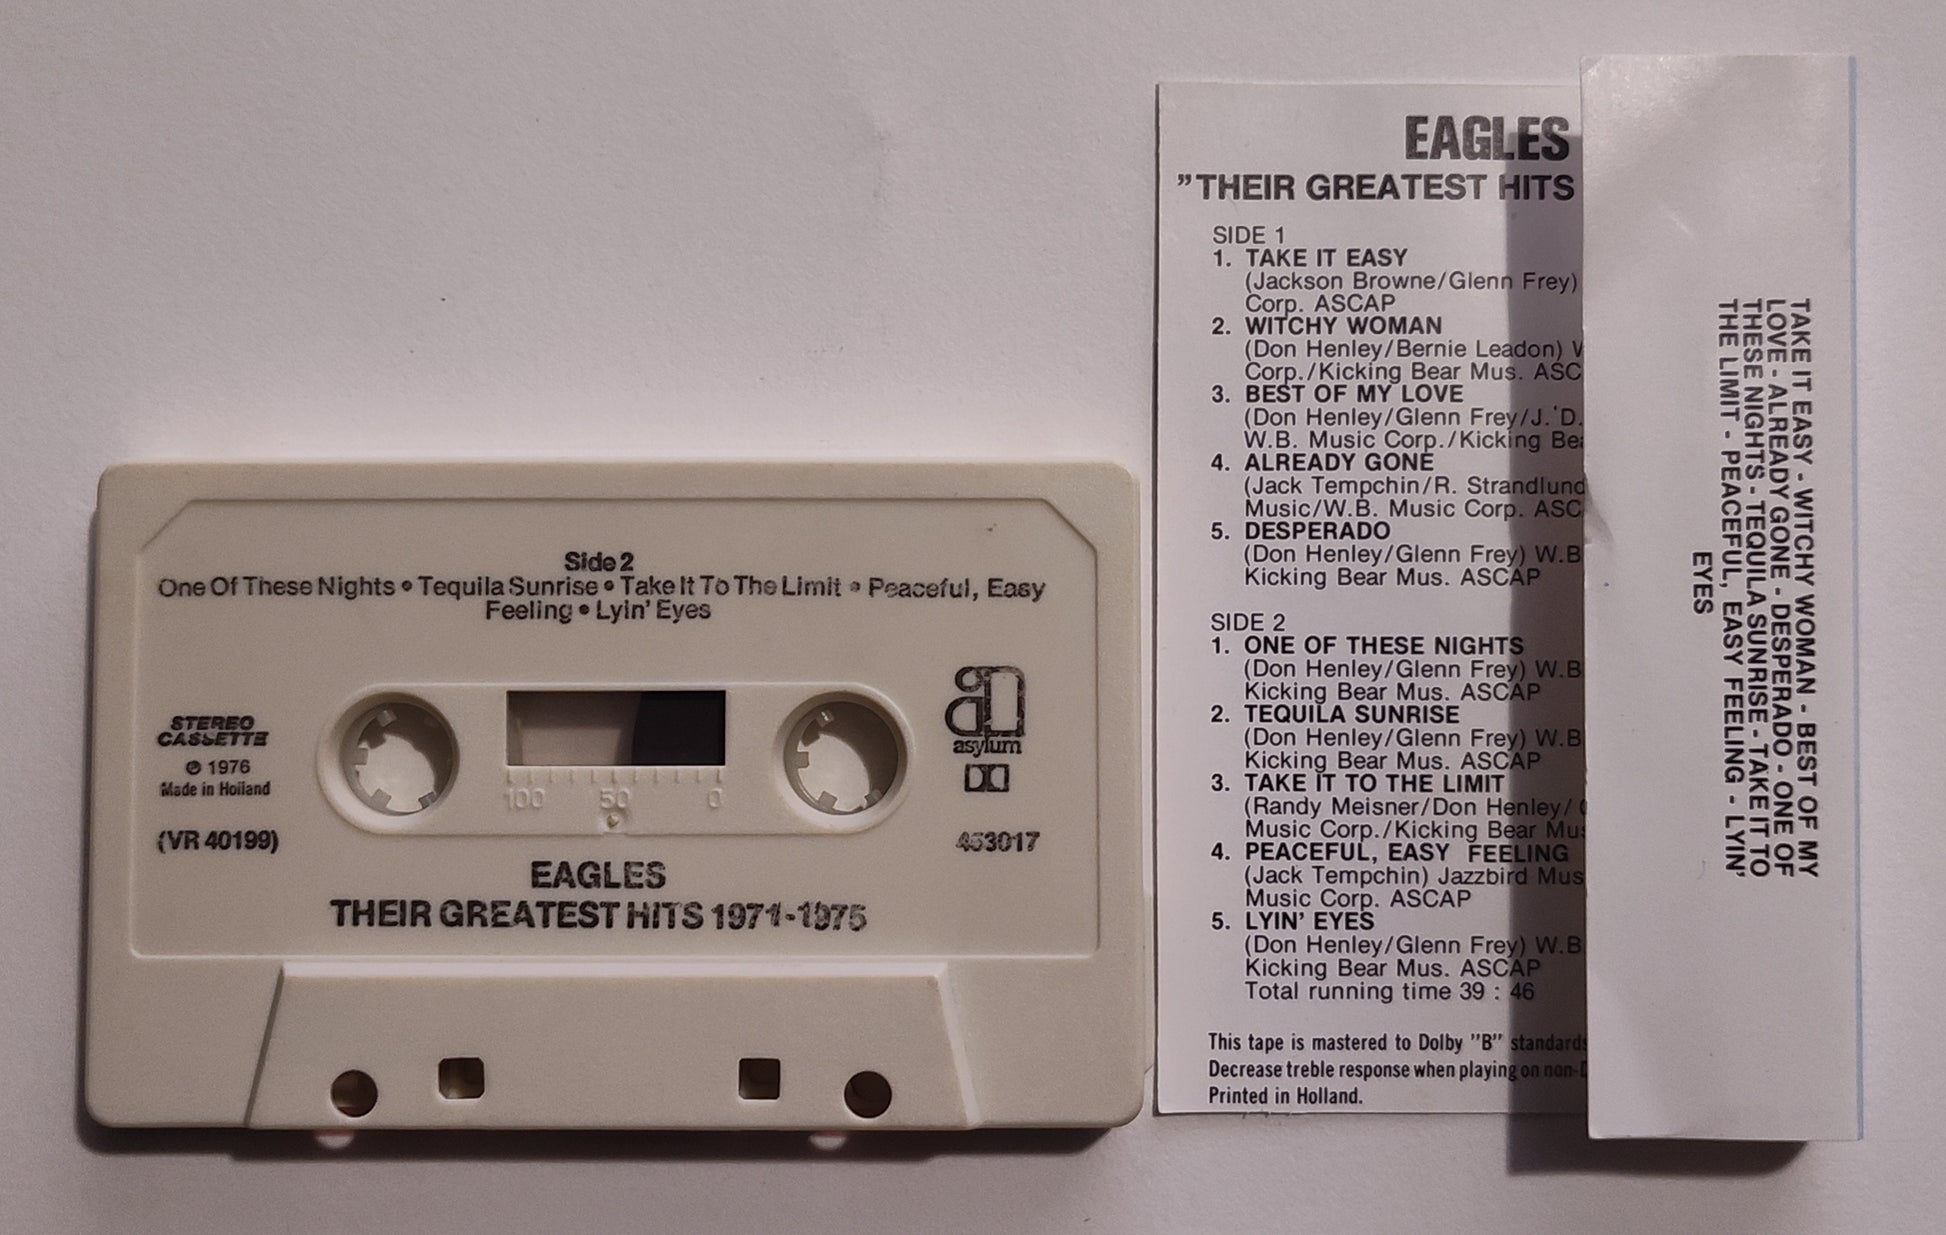 Side 2
One Of These Nights • Tequila Sunrise • Take It To The Limit • Peaceful, Easy
Feeling • Lyin' Eyes
STEREO
CASSETTE
℗ 1976
Made in Holland
(VR 40199)
asylum
453017
100 50 0
EAGLES
THEIR GREATEST HITS 1971-1975
EAGLES
"THEIR GREATEST HITS
SIDE 1
1. TAKE IT EASY
(Jackson Browne/Glenn Frey)
Corp. ASCAP
2. WITCHY WOMAN
(Don Henley/Bernie Leadon)
Corp./Kicking Bear Mus.
3. BEST OF MY LOVE
(Don Henley/Glenn Frey/J.'D.
W.B. Music Corp./Kicking
4. ALREADY GONE
(Jack Tempchin/R. Strandlund
Music/W.B. Music Corp.
5. DESPERADO
(Don Henley/Glenn Frey) W.B
Kicking Bear Mus. ASCAP
SIDE 2
1. ONE OF THESE NIGHTS
(Don Henley/Glenn Frey) W.B
Kicking Bear Mus. ASCAP
2. TEQUILA SUNRISE
(Don Henley/Glenn Frey) W.B
Kicking Bear Mus. ASCAP
3. TAKE IT TO THE LIMIT
(Randy Meisner/Don Henley/
Music Corp./Kicking Bear
4. PEACEFUL, EASY FEELING
(Jack Tempchin) Jazzbird Mus
Music Corp. ASCAP
5. LYIN' EYES
(Don Henley/Glenn Frey) W.B
Kicking Bear Mus. ASCAP
Total running time 39 : 46
This tape is mastered to Dolby "B" standards
Decrease treble response when playing on non-
Printed in Holland.
TAKE IT EASY - WITCHY WOMAN - BEST OF MY
LOVE - ALREADY GONE - DESPERADO - ONE OF
THESE NIGHTS - TEQUILA SUNRISE - TAKE IT TO
THE LIMIT - PEACEFUL, EASY FEELING - LYIN'
EYES